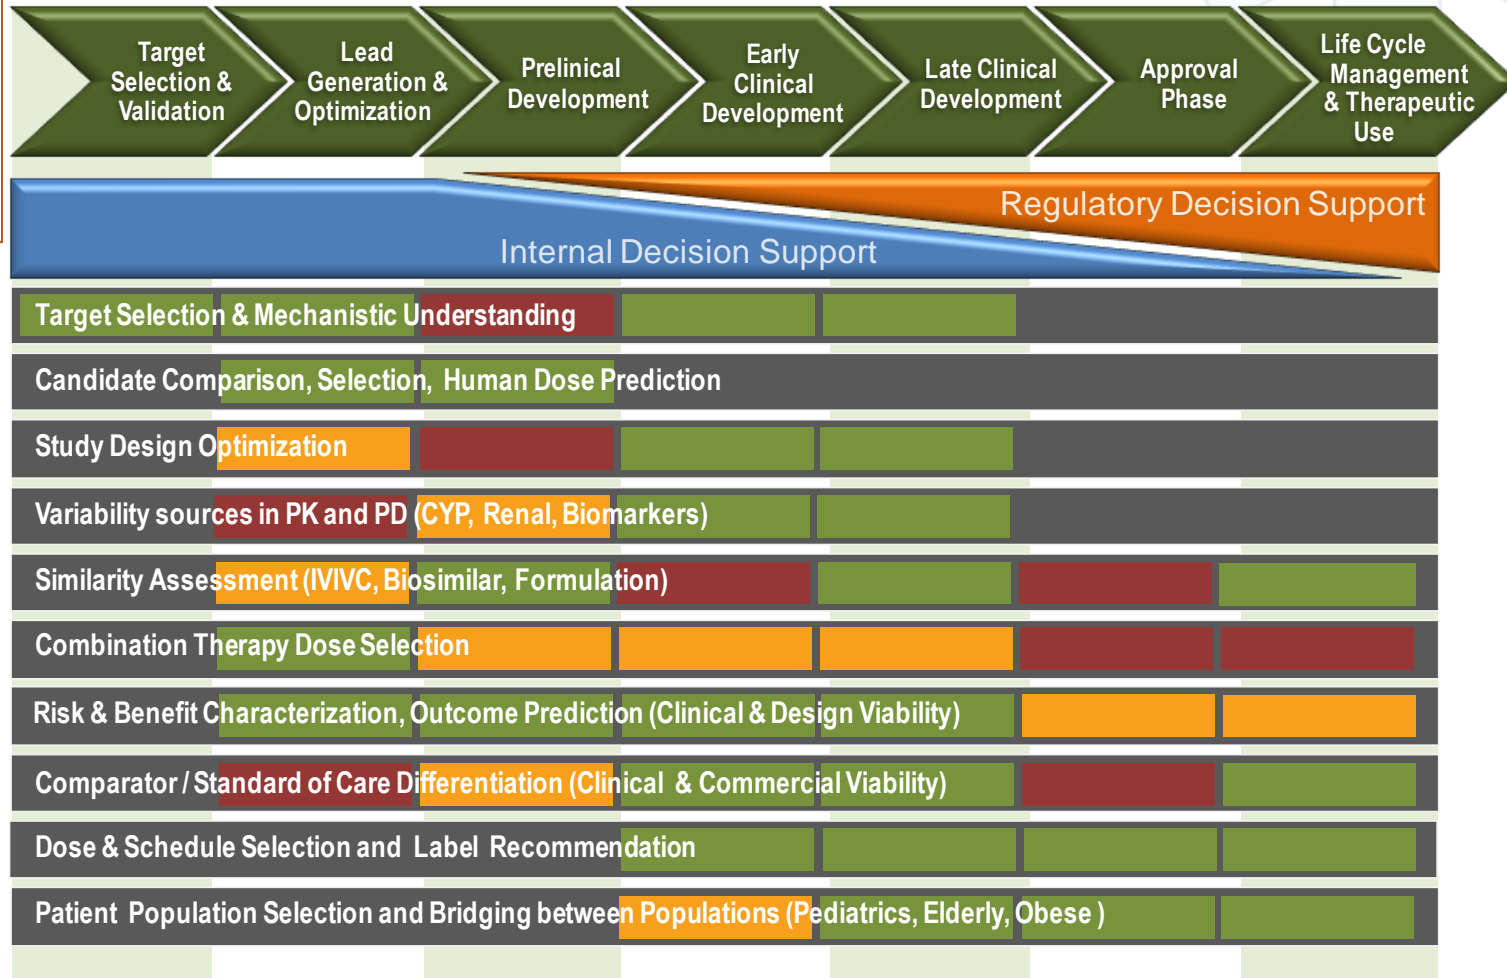 Target
Selection &
Validation
Lead
Generation &
Optimization
Prelinical
Development
Early
Clinical
Development
Late Clinical
Development
Approval
Phase
Life Cycle
Management
& Therapeutic
Use
Regulatory Decision Support
Internal Decision Support
Target Selection & Mechanistic Understanding
Candidate Comparison, Selection, Human Dose Prediction
Study Design Optimization
Variability sources in PK and PD (CYP, Renal, Biomarkers)
Similarity Assessment (IVIVC, Biosimilar, Formulation)
Combination Therapy Dose Selection
Risk & Benefit Characterization, Outcome Prediction (Clinical & Design Viability)
Comparator / Standard of Care Differentiation (Clinical & Commercial Viability)
Dose & Schedule Selection and Label Recommendation
Patient Population Selection and Bridging between Populations (Pediatrics, Elderly, Obese )